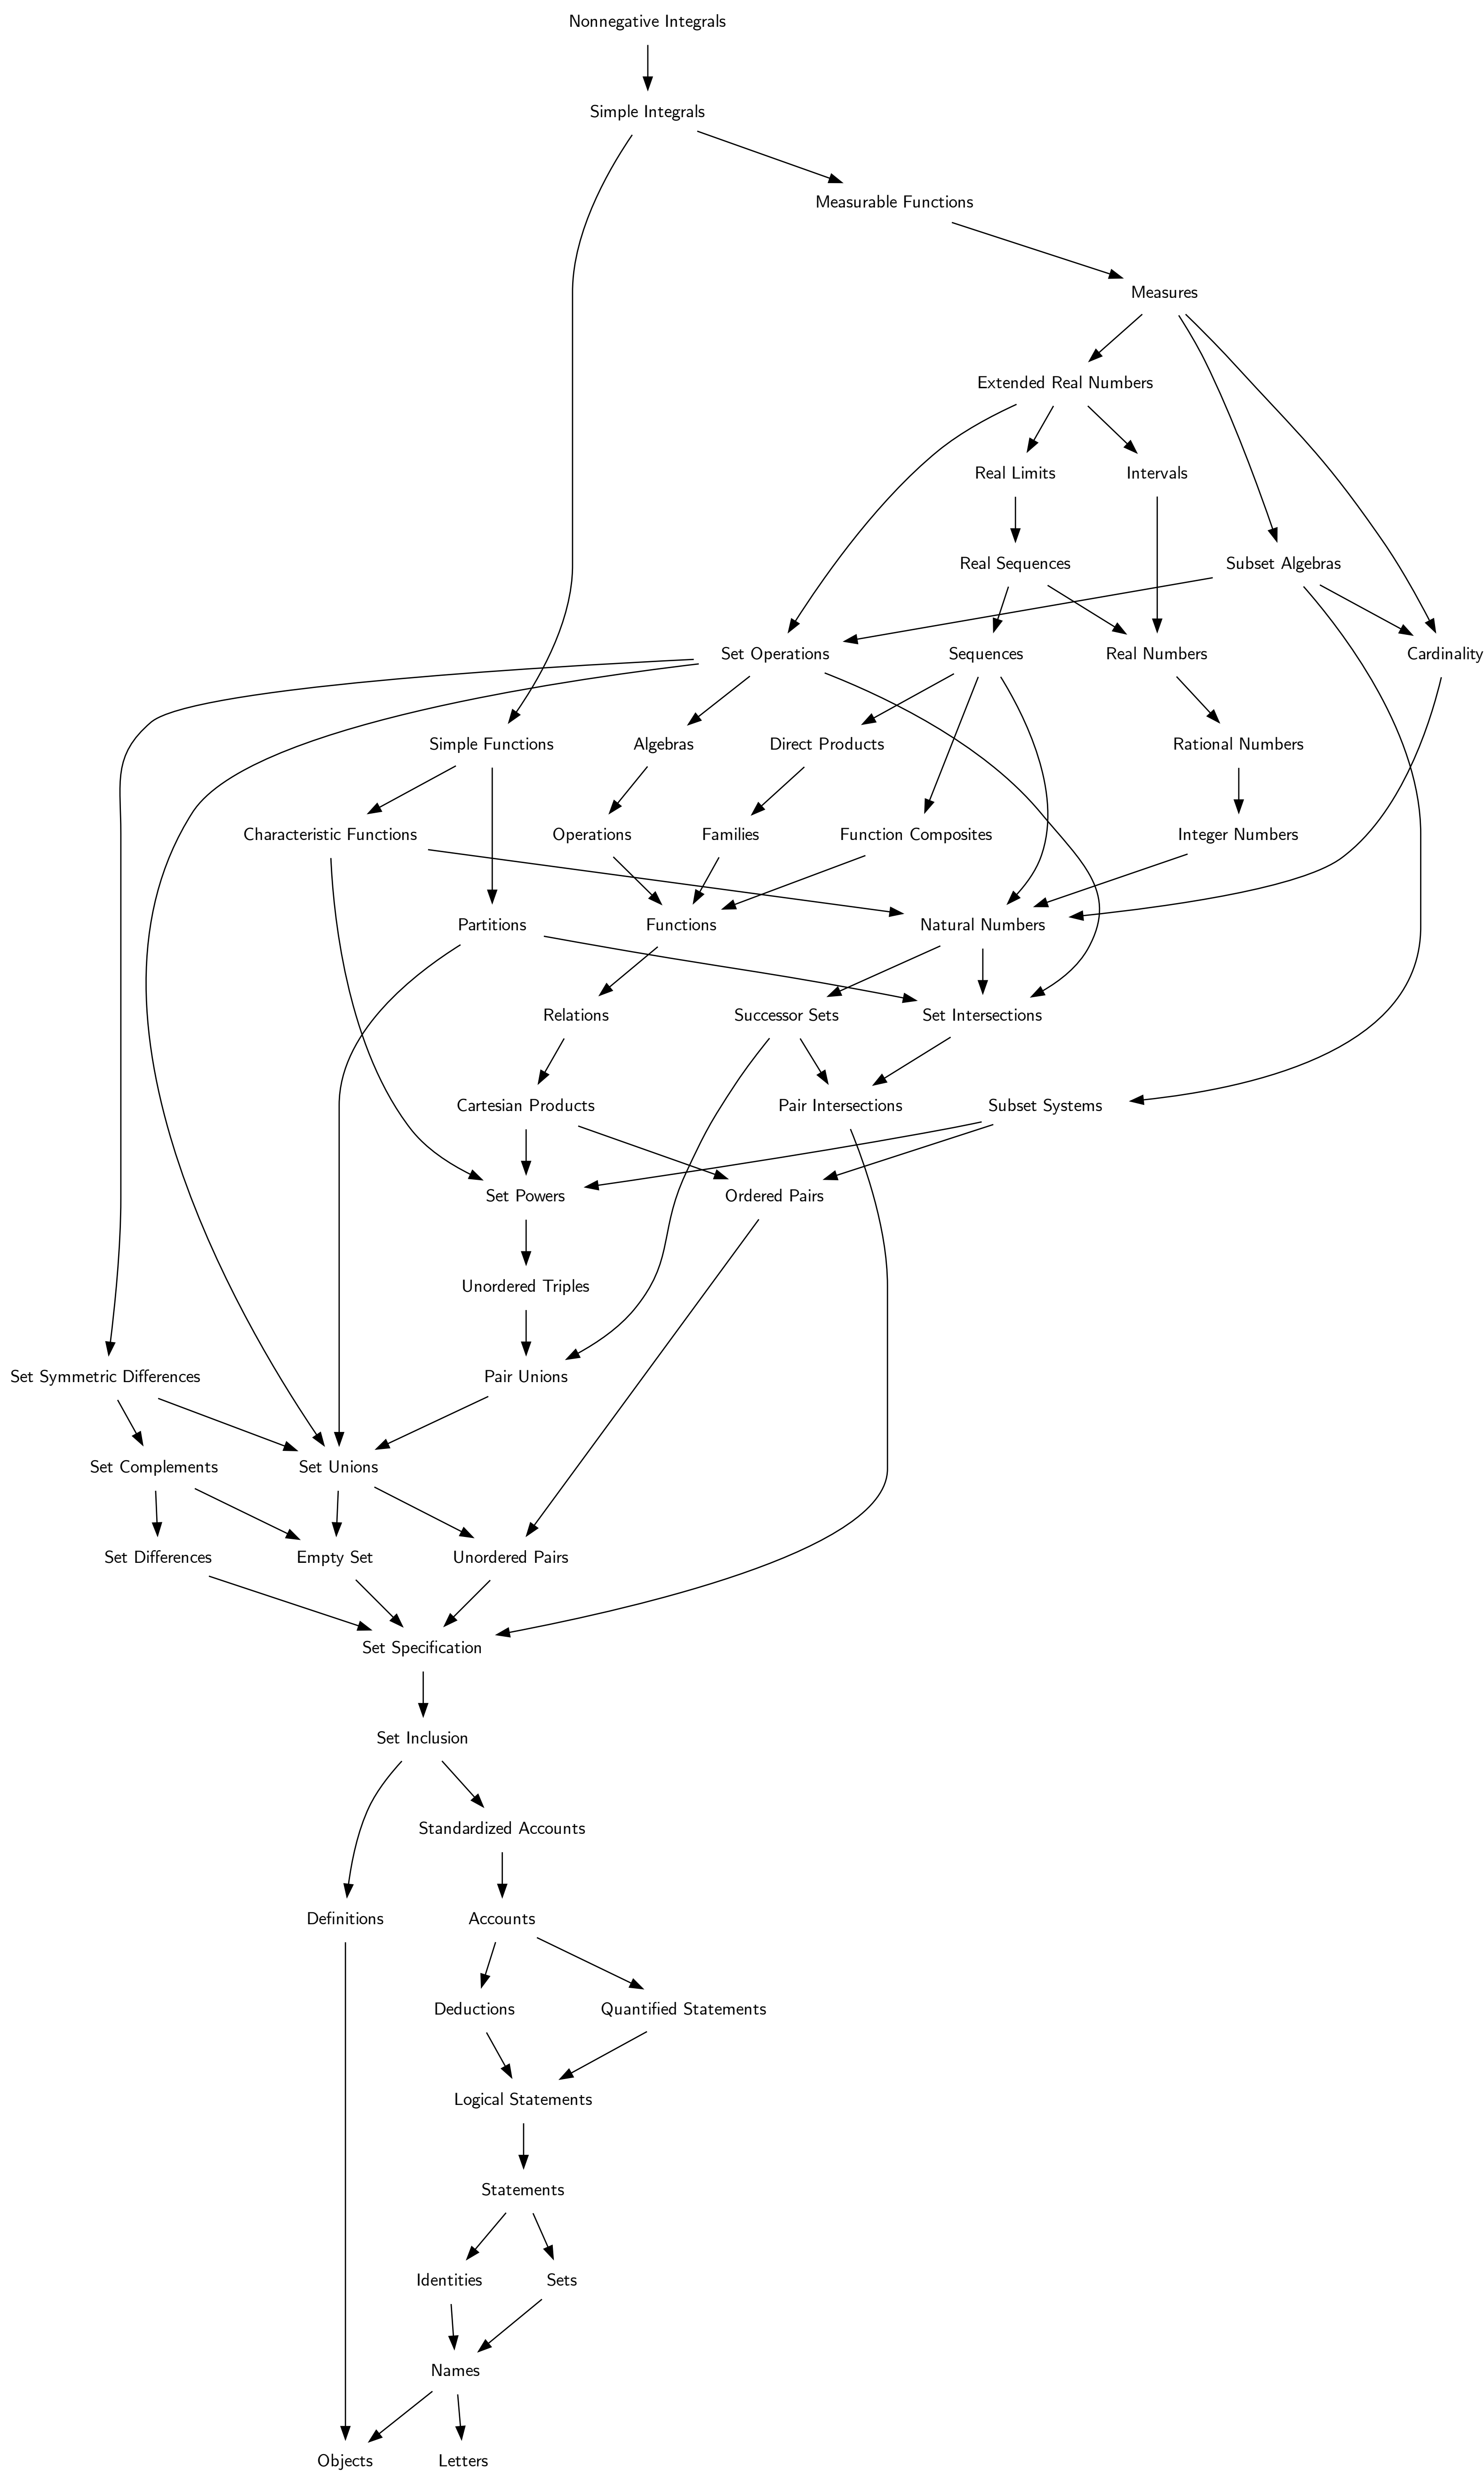 Nonnegative Integrals
Simple Integrals
Measurable Functions
Measures
Extended Real Numbers
Real Limits
Intervals
Real Sequences
Subset Algebras
Set Operations
Sequences
Real Numbers
Cardinality
Simple Functions
Algebras
Direct Products
Rational Numbers
Characteristic Functions
Operations
Families
Function Composites
Integer Numbers
Partitions
Functions
Natural Numbers
Relations
Successor Sets
Set Intersections
Cartesian Products
Pair Intersections
Subset Systems
Set Powers
Ordered Pairs
Unordered Triples
Set Symmetric Differences
Pair Unions
Set Complements
Set Unions
Set Differences
Empty Set
Unordered Pairs
Set Specification
Set Inclusion
Standardized Accounts
Definitions
Accounts
Deductions
Quantified Statements
Logical Statements
Statements
Identities
Sets
Names
Objects
Letters